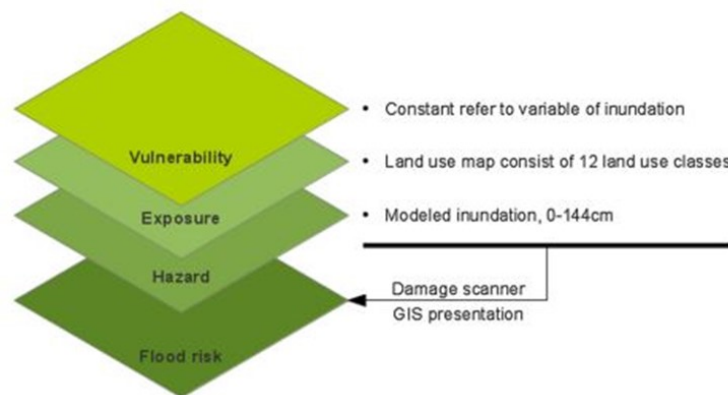 Vulnerability
• Constant refer to variable of inundation
Exposure
• Land use map consist of 12 land use classes
Hazard
• Modeled inundation, 0-144cm
Flood risk
Damage scanner
GIS presentation